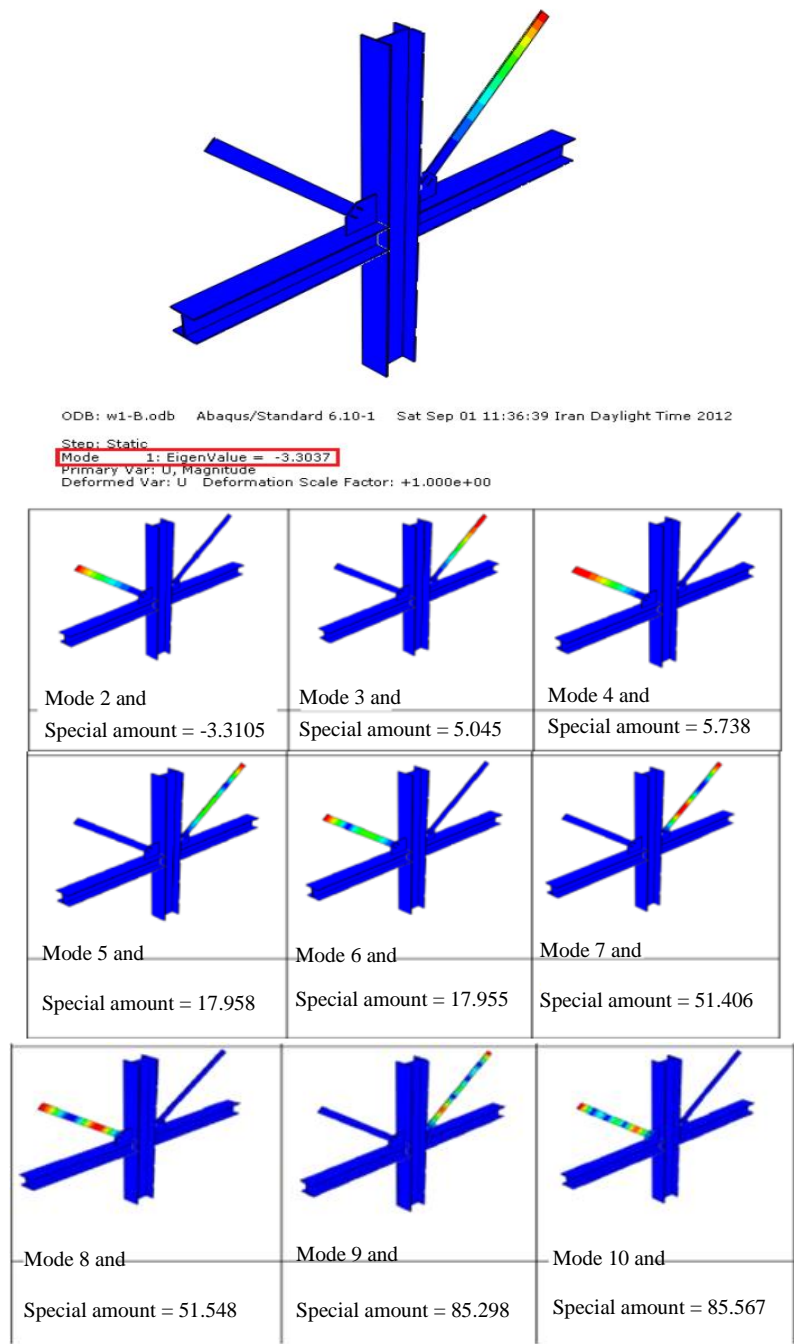 ODB: w1-B.odb Abaqus/Standard 6.10-1 Sat Sep 01 11:36:39 Iran Daylight Time 2012
Step: Static
Mode 1: EigenValue = -3.3037
Primary Var: U, Magnitude
Deformed Var: U Deformation Scale Factor: +1.000e+00
Mode 2 and
Special amount = -3.3105
Mode 3 and
Special amount = 5.045
Mode 4 and
Special amount = 5.738
Mode 5 and
Special amount = 17.958
Mode 6 and
Special amount = 17.955
Mode 7 and
Special amount = 51.406
Mode 8 and
Special amount = 51.548
Mode 9 and
Special amount = 85.298
Mode 10 and
Special amount = 85.567